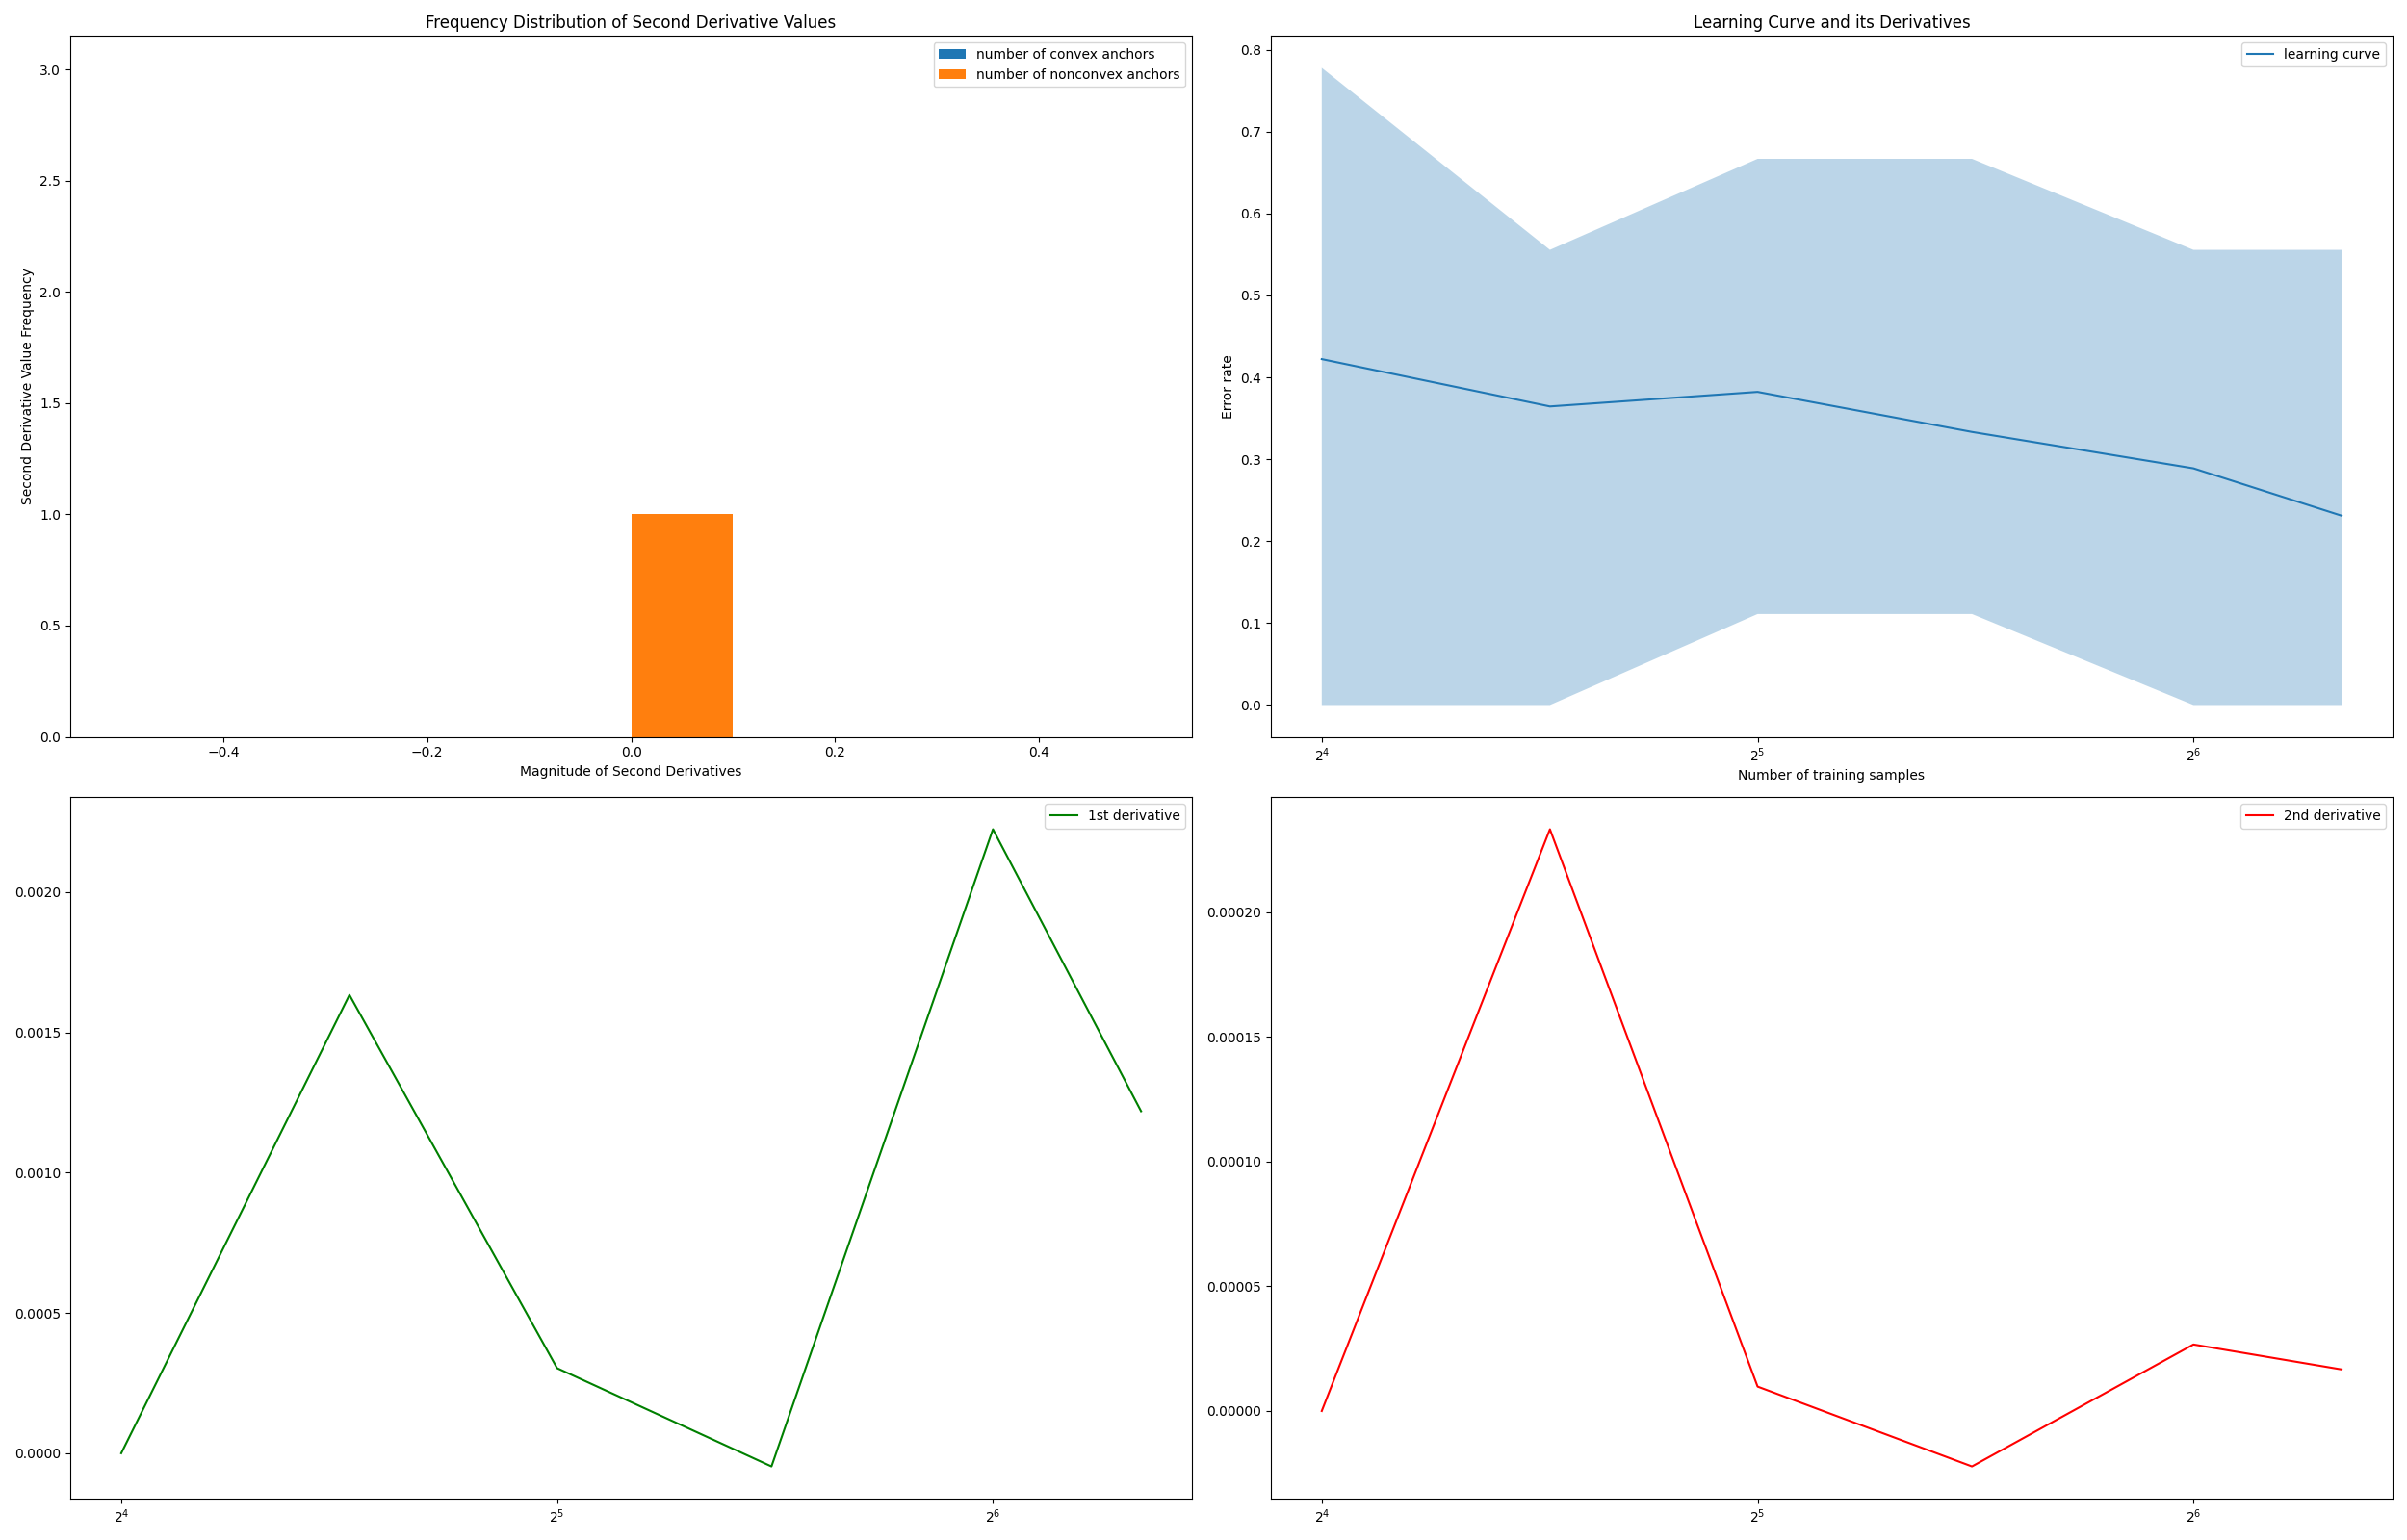 Frequency Distribution of Second Derivative Values
number of convex anchors
number of nonconvex anchors
Second Derivative Value Frequency
3.0
2.5
2.0
1.5
1.0
0.5
0.0
−0.4 −0.2 0.0 0.2 0.4
Magnitude of Second Derivatives
Learning Curve and its Derivatives
learning curve
Error rate
0.8
0.7
0.6
0.5
0.4
0.3
0.2
0.1
0.0
2⁴ 2⁵ 2⁶
Number of training samples
1st derivative
0.0020
0.0015
0.0010
0.0005
0.0000
2⁴ 2⁵ 2⁶
2nd derivative
0.00020
0.00015
0.00010
0.00005
0.00000
2⁴ 2⁵ 2⁶